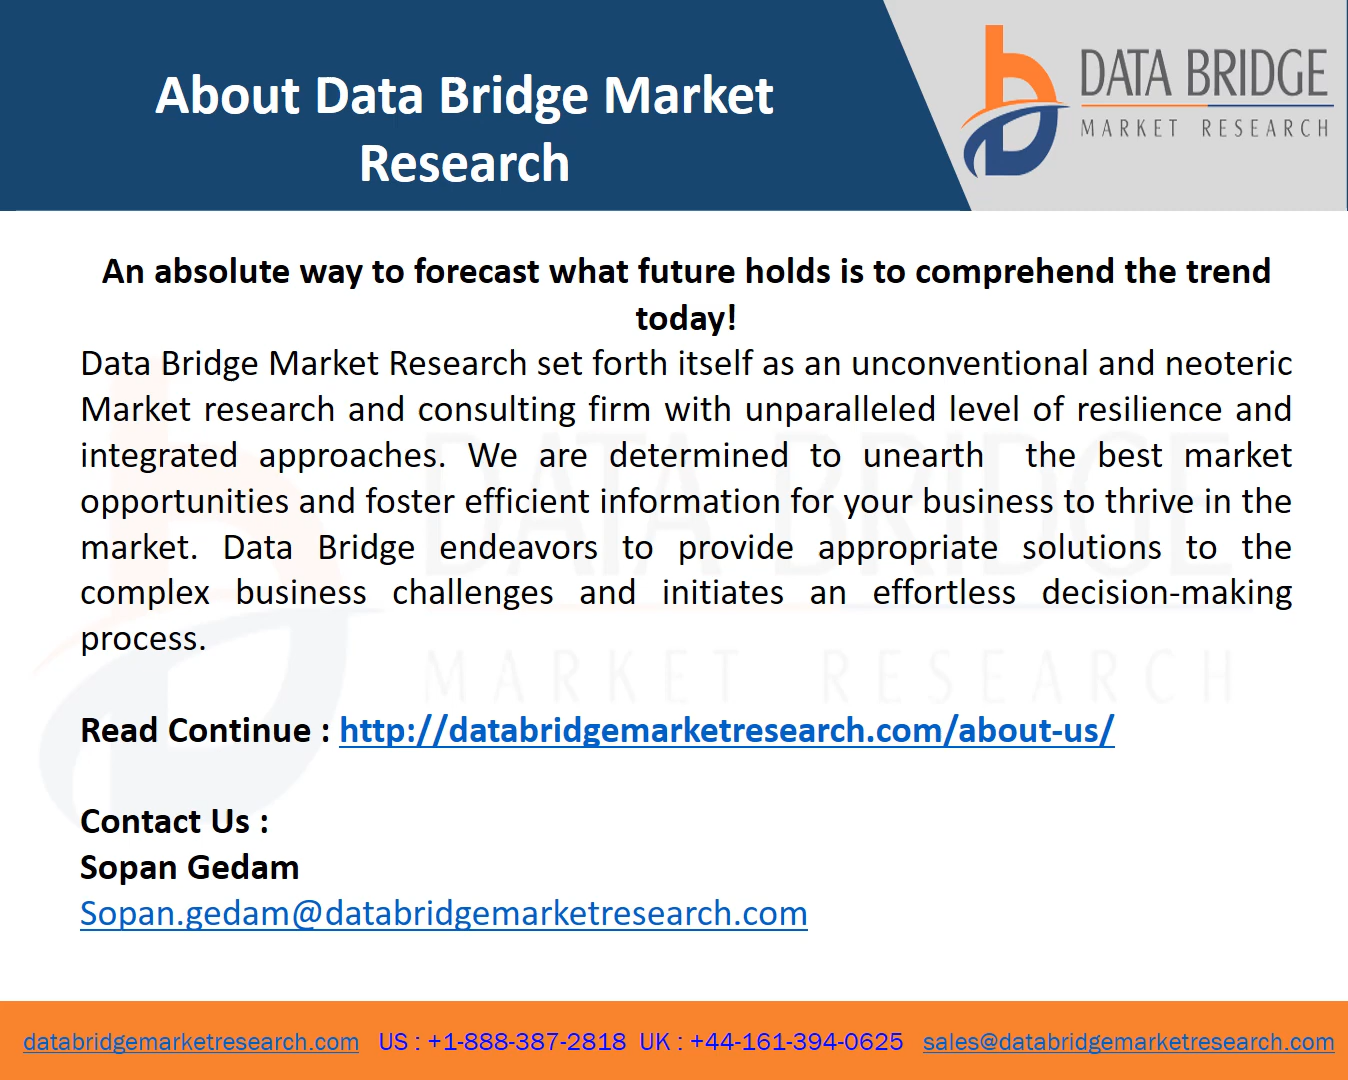 About Data Bridge Market
Research
DATA BRIDGE
MARKET RESEARCH
An absolute way to forecast what future holds is to comprehend the trend
today!
Data Bridge Market Research set forth itself as an unconventional and neoteric
Market research and consulting firm with unparalleled level of resilience and
integrated approaches. We are determined to unearth the best market
opportunities and foster efficient information for your business to thrive in the
market. Data Bridge endeavors to provide appropriate solutions to the
complex business challenges and initiates an effortless decision-making
process.
DATA BRIDGE
MARKET RESEARCH
Read Continue : http://databridgemarketresearch.com/about-us/
Contact Us :
Sopan Gedam
Sopan.gedam@databridgemarketresearch.com
databridgemarketresearch.com US : +1-888-387-2818 UK : +44-161-394-0625 sales@databridgemarketresearch.com